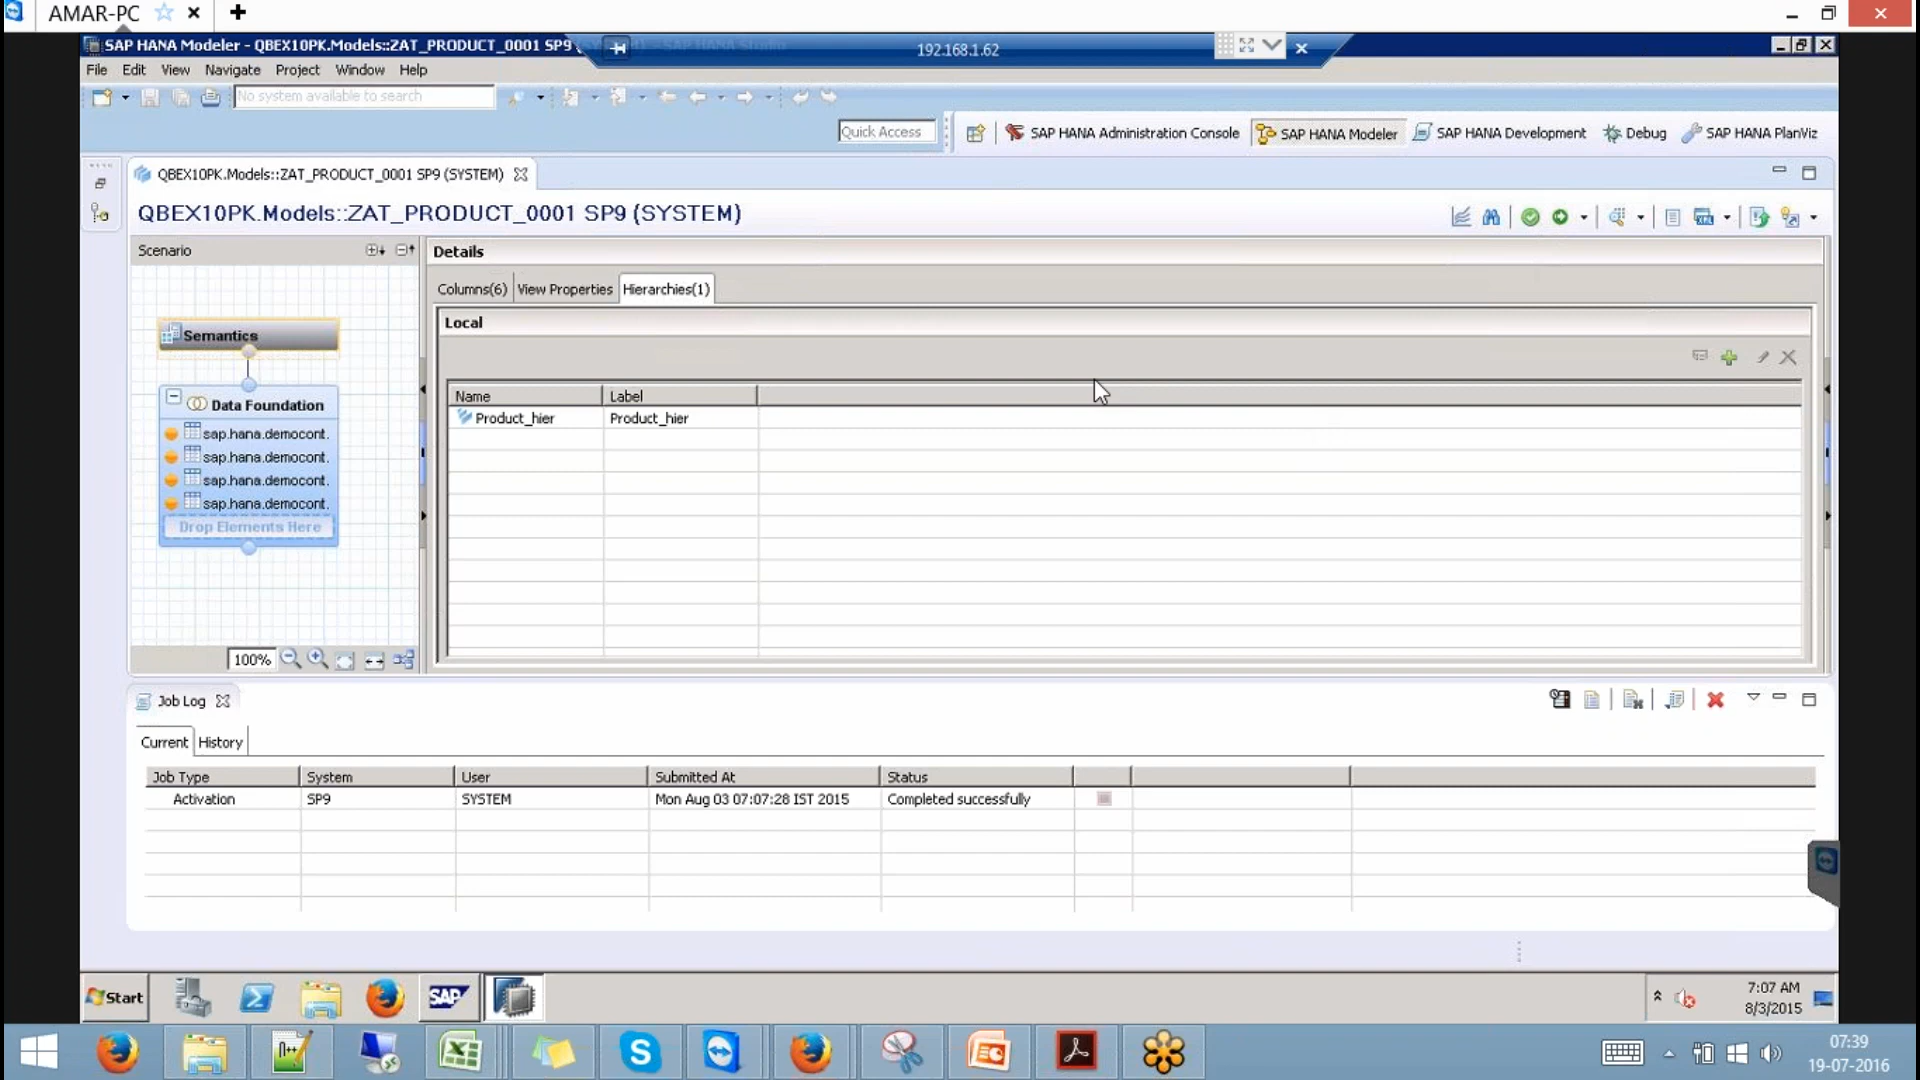 AMAR-PC
SAP HANA Modeler - QBEX10PK.Models::ZAT_PRODUCT_0001 SP9
192.168.1.62
File Edit View Navigate Project Window Help
No system available to search
Quick Access
SAP HANA Administration Console
SAP HANA Modeler
SAP HANA Development
Debug
SAP HANA PlanViz
QBEX10PK.Models::ZAT_PRODUCT_0001 SP9 (SYSTEM)
QBEX10PK.Models::ZAT_PRODUCT_0001 SP9 (SYSTEM)
Scenario
Details
Columns(6) View Properties Hierarchies(1)
Local
Semantics
Name Label
Product_hier Product_hier
Data Foundation
sap.hana.democont.
sap.hana.democont.
sap.hana.democont.
sap.hana.democont.
Drop Elements Here
100%
Job Log
Current History
Job Type System User Submitted At Status
Activation SP9 SYSTEM Mon Aug 03 07:07:28 IST 2015 Completed successfully
Start
SAP
7:07 AM
8/3/2015
N++
07:39
19-07-2016